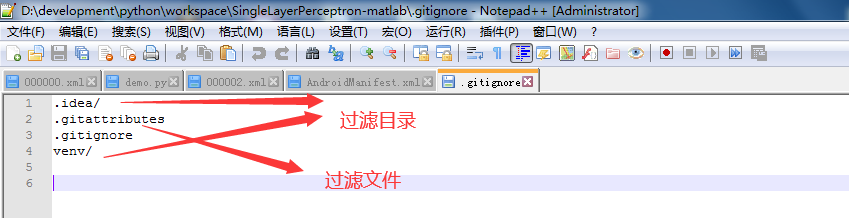 D:\development\python\workspace\SingleLayerPerceptron-matlab\.gitignore - Notepad++ [Administrator]
文件(F) 编辑(E) 搜索(S) 视图(V) 格式(M) 语言(L) 设置(T) 宏(O) 运行(R) 插件(P) 窗口(W) ?
000000.xml demo.py 000002.xml AndroidManifest.xml .gitignore
1 .idea/
2 .gitattributes
过滤目录
3 .gitignore
4 venv/
5
过滤文件
6